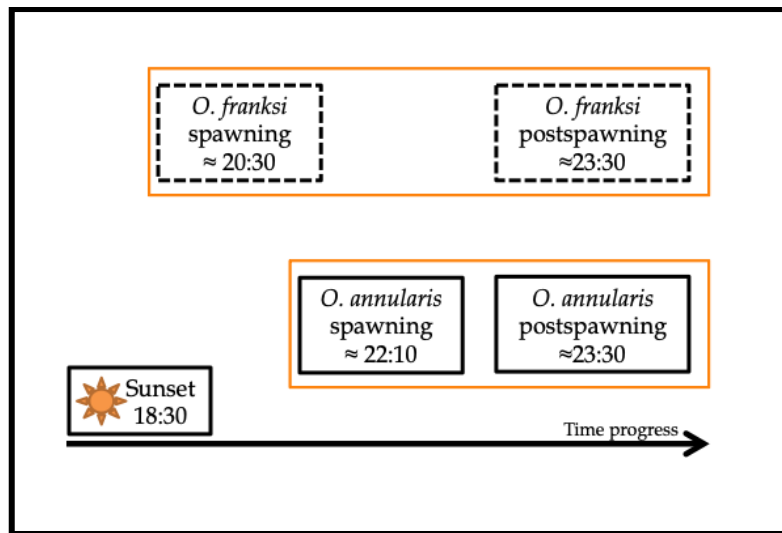 O. franksi
spawning
≈ 20:30
O. franksi
postspawning
≈23:30
O. annularis
spawning
≈ 22:10
O. annularis
postspawning
≈23:30
Sunset
18:30
Time progress